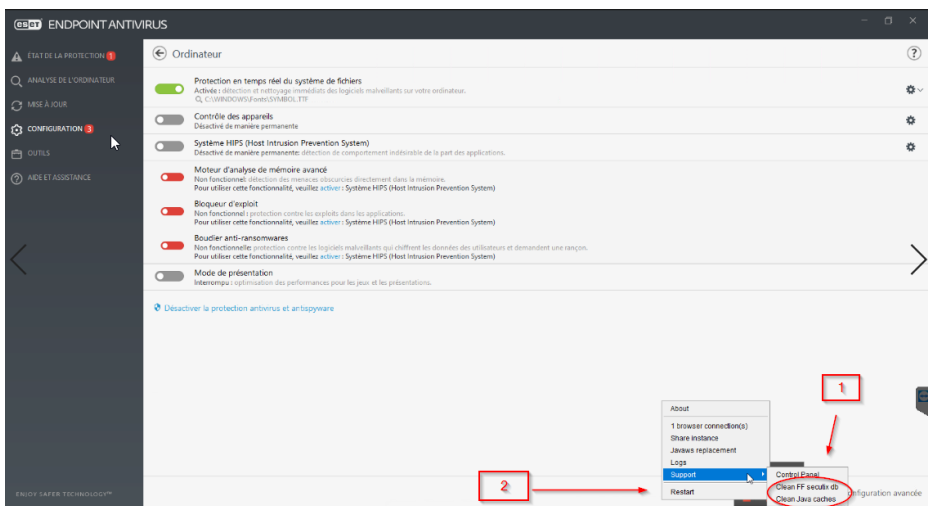 eset ENDPOINT ANTIVIRUS
ÉTAT DE LA PROTECTION 1
ANALYSE DE L'ORDINATEUR
MISE À JOUR
CONFIGURATION 3
OUTILS
AIDE ET ASSISTANCE
ENJOY SAFER TECHNOLOGY™
Ordinateur
?
Protection en temps réel du système de fichiers
Activée : détection et nettoyage immédiats des logiciels malveillants sur votre ordinateur.
C:\WINDOWS\Fonts\SYMBOL.TTF
Contrôle des appareils
Désactivé de manière permanente
Système HIPS (Host Intrusion Prevention System)
Désactivé de manière permanente: détection de comportement indésirable de la part des applications.
Moteur d'analyse de mémoire avancé
Non fonctionnel: détection des menaces obscurcies directement dans la mémoire.
Pour utiliser cette fonctionnalité, veuillez activer : Système HIPS (Host Intrusion Prevention System)
Bloqueur d'exploit
Non fonctionnel : protection contre les exploits dans les applications.
Pour utiliser cette fonctionnalité, veuillez activer : Système HIPS (Host Intrusion Prevention System)
Bouclier anti-ransomwares
Non fonctionnelle: protection contre les logiciels malveillants qui chiffrent les données des utilisateurs et demandent une rançon.
Pour utiliser cette fonctionnalité, veuillez activer : Système HIPS (Host Intrusion Prevention System)
Mode de présentation
Interrompu : optimisation des performances pour les jeux et les présentations.
Désactiver la protection antivirus et antispyware
1
About
1 browser connection(s)
Share instance
Javaws replacement
Logs
Support
Restart
2
Control Panel
Clean FF secufix db
Clean Java caches
nfiguration avancée